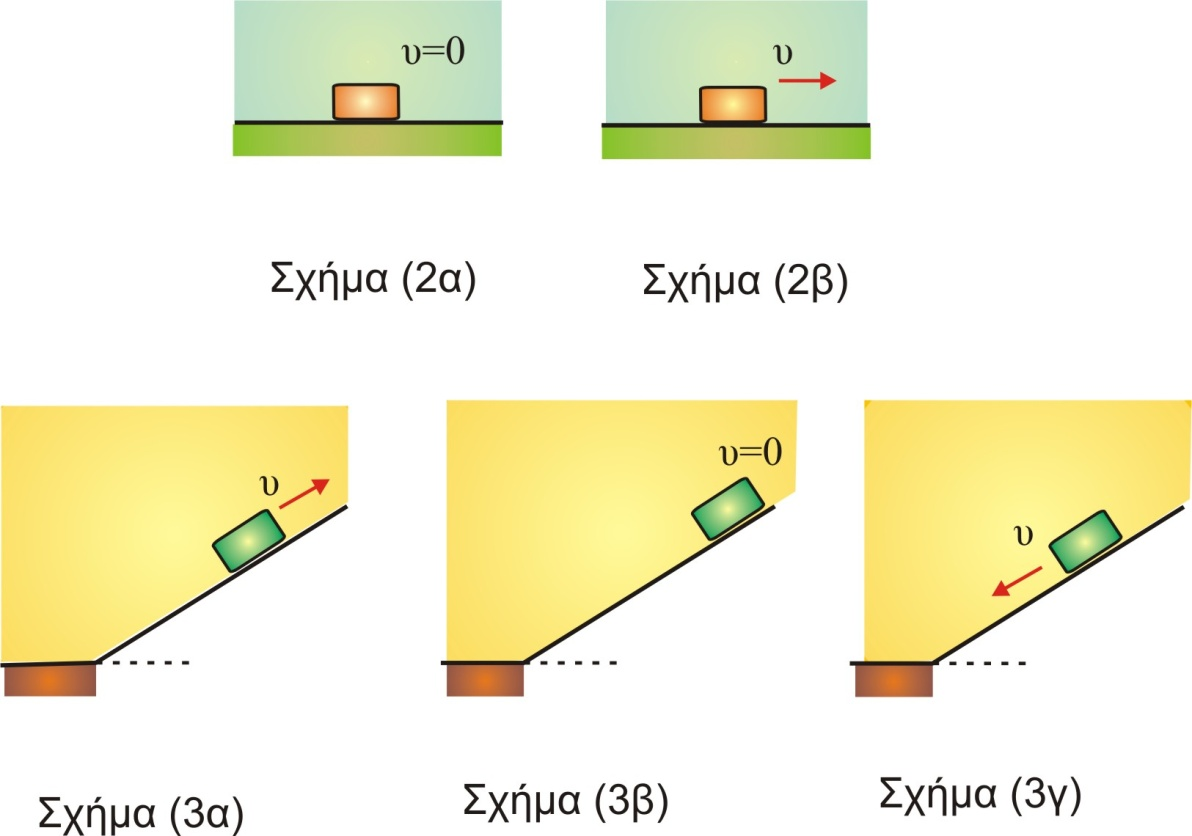 υ=0
υ
Σχήμα (2α)
Σχήμα (2β)
υ
υ=0
υ
Σχήμα (3α)
Σχήμα (3β)
Σχήμα (3γ)